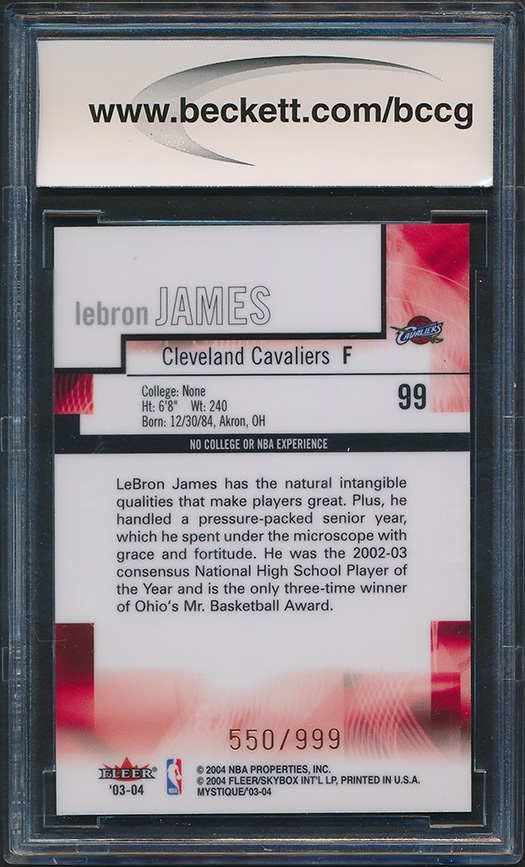 www.beckett.com/bccg
lebron JAMES
CAVALIERS
Cleveland Cavaliers F
College: None
99
Ht: 6'8" Wt: 240
Born: 12/30/84, Akron, OH
NO COLLEGE OR NBA EXPERIENCE
LeBron James has the natural intangible
qualities that make players great. Plus, he
handled a pressure-packed senior year,
which he spent under the microscope with
grace and fortitude. He was the 2002-03
consensus National High School Player of
the Year and is the only three-time winner
of Ohio's Mr. Basketball Award.
550/999
FLEER
'03-04
NBA
© 2004 NBA PROPERTIES, INC.
© 2004 FLEER/SKYBOX INT'L LP, PRINTED IN U.S.A.
MYSTIQUE/'03-04